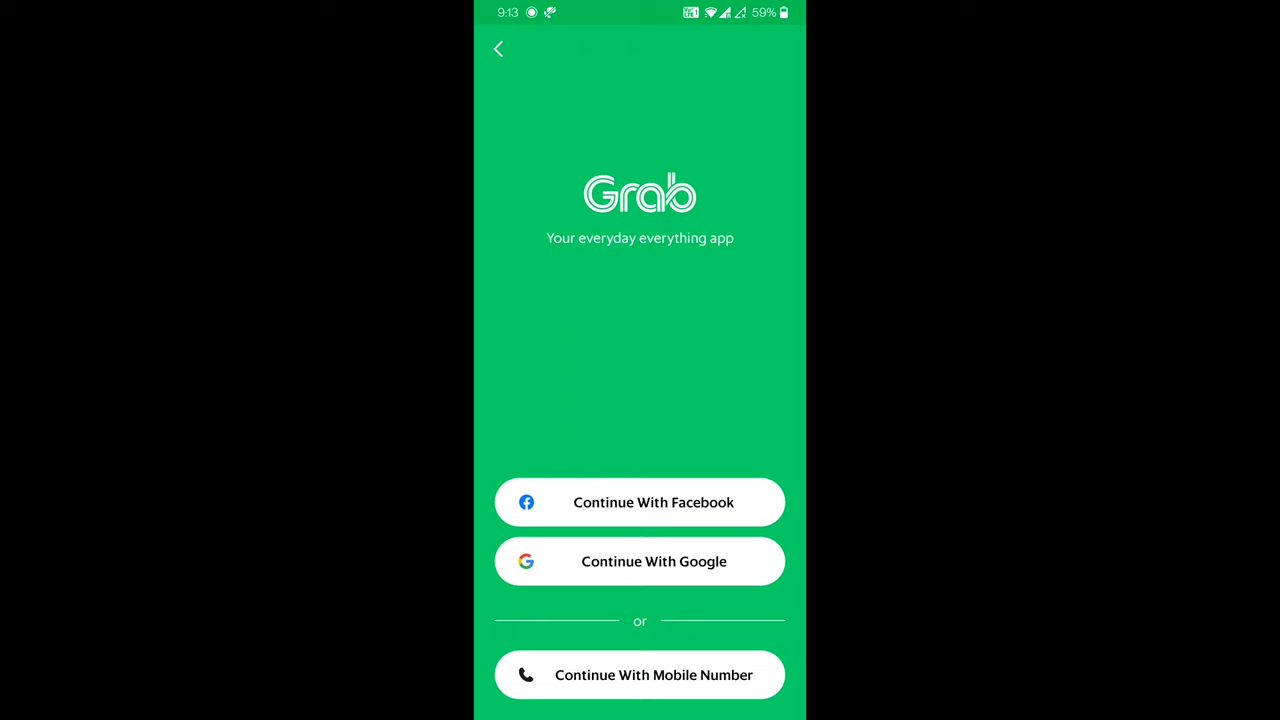 9:13
59%
Grab
Your everyday everything app
Continue With Facebook
Continue With Google
or
Continue With Mobile Number